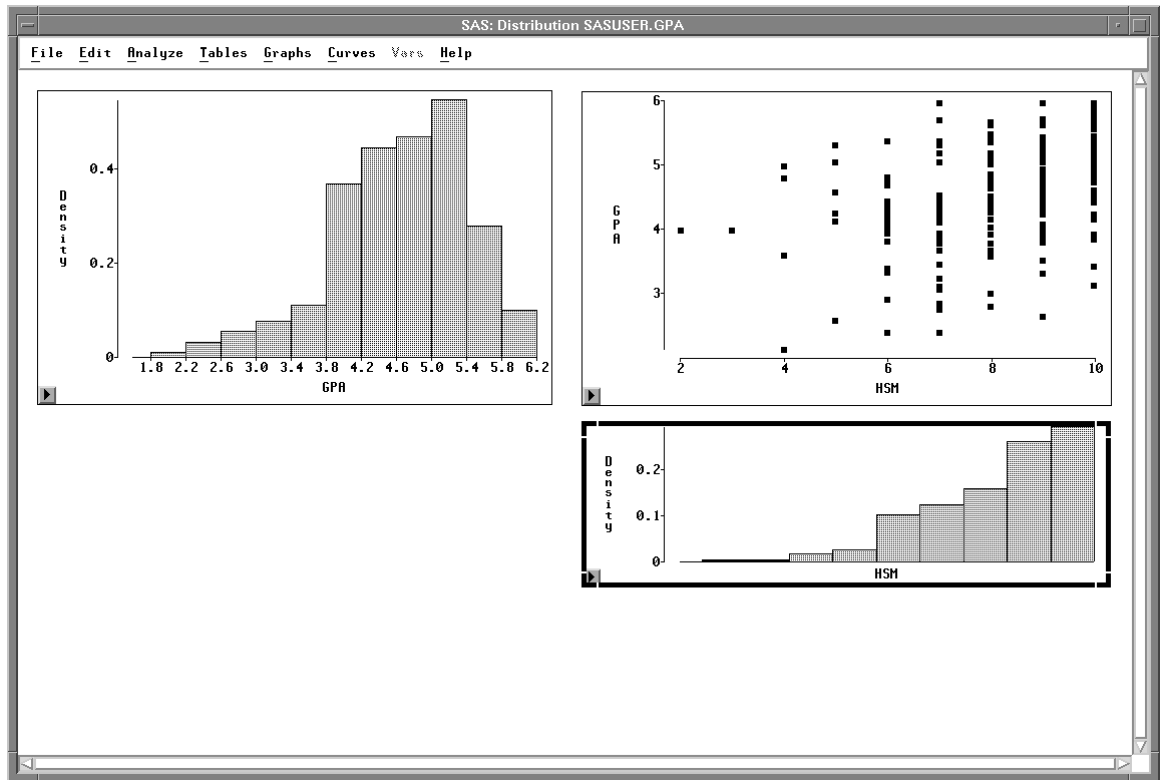 SAS: Distribution SASUSER.GPA
File Edit Analyze Tables Graphs Curves Vars Help
Density
0.4
0.2
0
1.8 2.2 2.6 3.0 3.4 3.8 4.2 4.6 5.0 5.4 5.8 6.2
GPA
GPA
6
5
4
3
2 4 6 8 10
HSM
Density
0.2
0.1
0
HSM